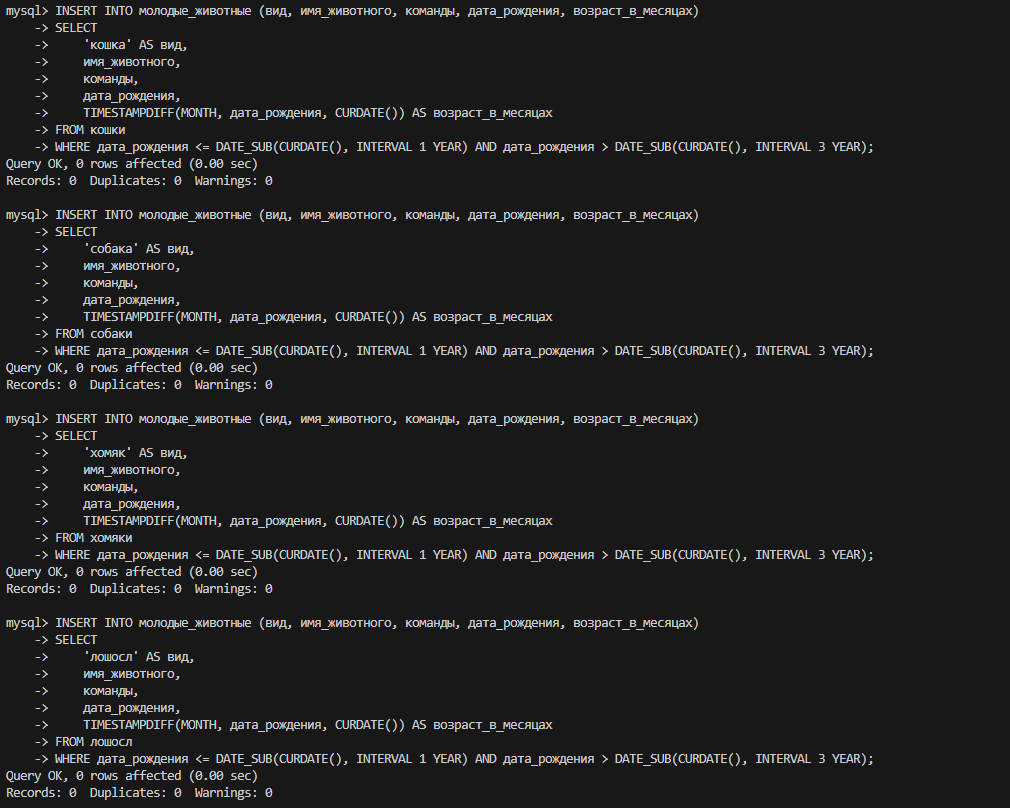 mysql> INSERT INTO молодые_животные (вид, имя_животного, команды, дата_рождения, возраст_в_месяцах)
    -> SELECT
    ->     'кошка' AS вид,
    ->     имя_животного,
    ->     команды,
    ->     дата_рождения,
    ->     TIMESTAMPDIFF(MONTH, дата_рождения, CURDATE()) AS возраст_в_месяцах
    -> FROM кошки
    -> WHERE дата_рождения <= DATE_SUB(CURDATE(), INTERVAL 1 YEAR) AND дата_рождения > DATE_SUB(CURDATE(), INTERVAL 3 YEAR);
Query OK, 0 rows affected (0.00 sec)
Records: 0  Duplicates: 0  Warnings: 0

mysql> INSERT INTO молодые_животные (вид, имя_животного, команды, дата_рождения, возраст_в_месяцах)
    -> SELECT
    ->     'собака' AS вид,
    ->     имя_животного,
    ->     команды,
    ->     дата_рождения,
    ->     TIMESTAMPDIFF(MONTH, дата_рождения, CURDATE()) AS возраст_в_месяцах
    -> FROM собаки
    -> WHERE дата_рождения <= DATE_SUB(CURDATE(), INTERVAL 1 YEAR) AND дата_рождения > DATE_SUB(CURDATE(), INTERVAL 3 YEAR);
Query OK, 0 rows affected (0.00 sec)
Records: 0  Duplicates: 0  Warnings: 0

mysql> INSERT INTO молодые_животные (вид, имя_животного, команды, дата_рождения, возраст_в_месяцах)
    -> SELECT
    ->     'хомяк' AS вид,
    ->     имя_животного,
    ->     команды,
    ->     дата_рождения,
    ->     TIMESTAMPDIFF(MONTH, дата_рождения, CURDATE()) AS возраст_в_месяцах
    -> FROM хомяки
    -> WHERE дата_рождения <= DATE_SUB(CURDATE(), INTERVAL 1 YEAR) AND дата_рождения > DATE_SUB(CURDATE(), INTERVAL 3 YEAR);
Query OK, 0 rows affected (0.00 sec)
Records: 0  Duplicates: 0  Warnings: 0

mysql> INSERT INTO молодые_животные (вид, имя_животного, команды, дата_рождения, возраст_в_месяцах)
    -> SELECT
    ->     'лошосл' AS вид,
    ->     имя_животного,
    ->     команды,
    ->     дата_рождения,
    ->     TIMESTAMPDIFF(MONTH, дата_рождения, CURDATE()) AS возраст_в_месяцах
    -> FROM лошосл
    -> WHERE дата_рождения <= DATE_SUB(CURDATE(), INTERVAL 1 YEAR) AND дата_рождения > DATE_SUB(CURDATE(), INTERVAL 3 YEAR);
Query OK, 0 rows affected (0.00 sec)
Records: 0  Duplicates: 0  Warnings: 0